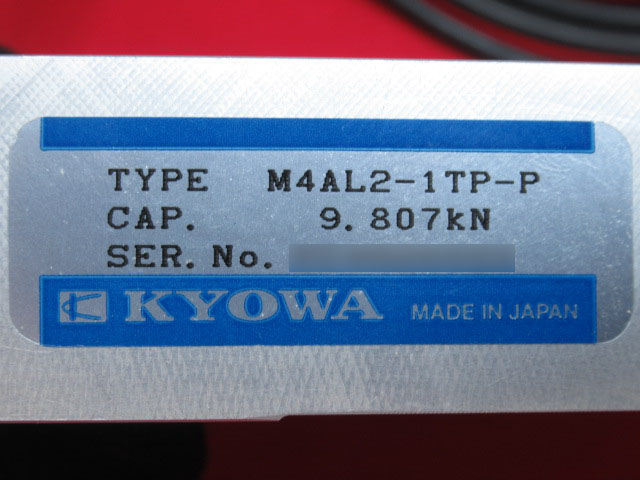 TYPE M4AL2-1TP-P
CAP. 9.807kN
SER. No.
KYOWA MADE IN JAPAN